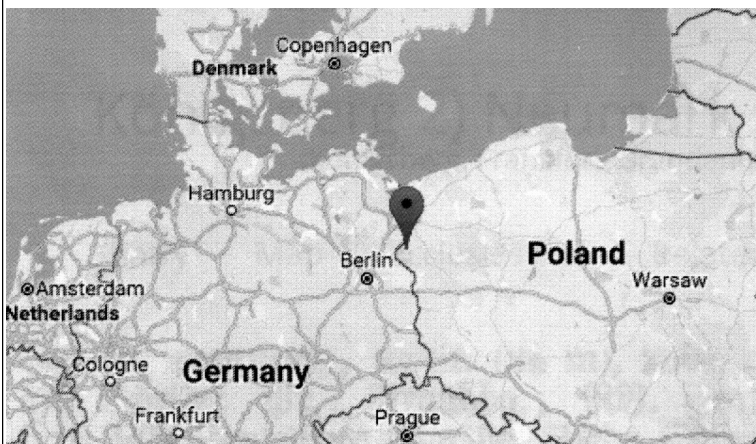 Copenhagen
Denmark
Hamburg
Berlin
Poland
Warsaw
Amsterdam
Netherlands
Cologne
Germany
Frankfurt
Prague